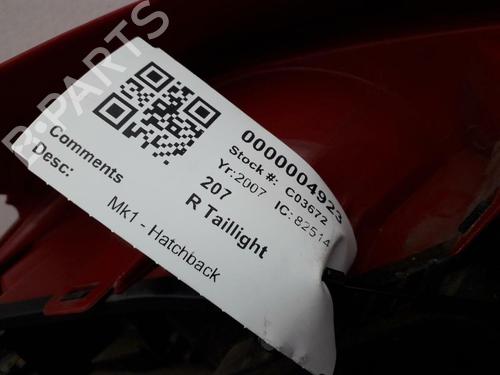 0000004923
Stock #: C03672
Yr:2007 IC: 82514
207
R Taillight
Comments
Desc:
Mk1 - Hatchback
B-PARTS